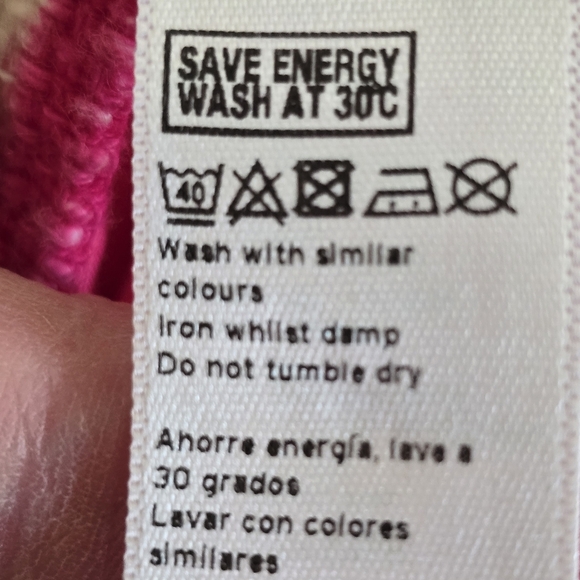 SAVE ENERGY
WASH AT 30°C
40
Wash with similar
colours
Iron whilst damp
Do not tumble dry
Ahorre energía, lave a
30 grados
Lavar con colores
similares